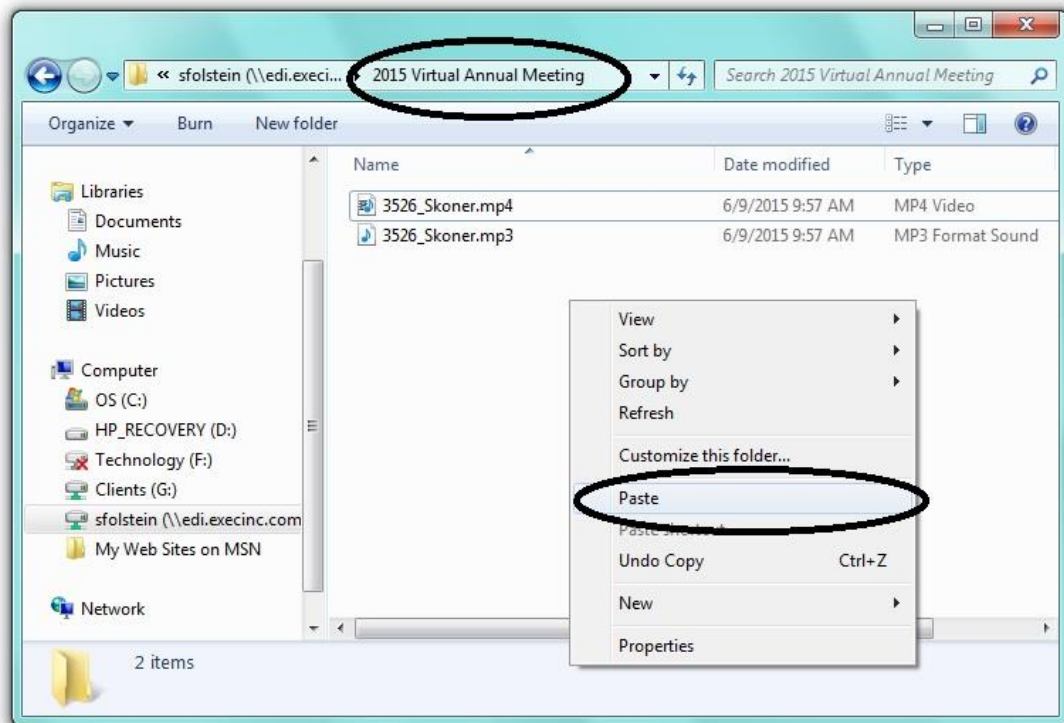 « sfolstein (\\edi.execi... 2015 Virtual Annual Meeting Search 2015 Virtual Annual Meeting
Organize Burn New folder
Name Date modified Type
3526_Skoner.mp4 6/9/2015 9:57 AM MP4 Video
3526_Skoner.mp3 6/9/2015 9:57 AM MP3 Format Sound
Libraries
Documents
Music
Pictures
Videos
Computer
OS (C:)
HP_RECOVERY (D:)
Technology (F:)
Clients (G:)
sfolstein (\\edi.execinc.com
My Web Sites on MSN
Network
View
Sort by
Group by
Refresh
Customize this folder...
Paste
Paste shortcut
Undo Copy Ctrl+Z
New
Properties
2 items